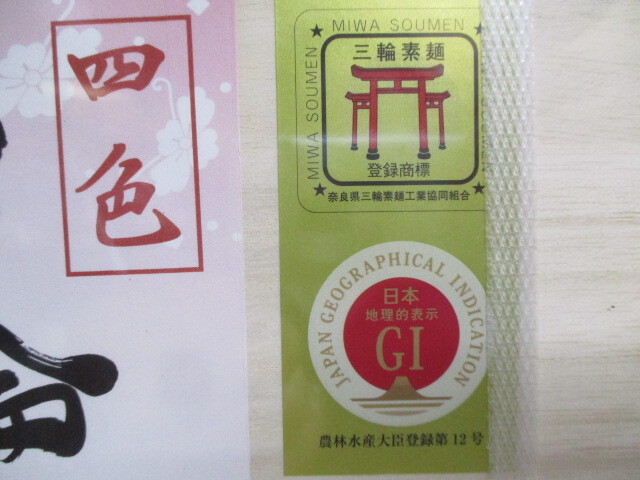 四色
MIWA SOUMEN
MIWA SOUMEN
三輪素麺
登録商標
奈良県三輪素麺工業協同組合
JAPAN GEOGRAPHICAL INDICATION
日本
地理的表示
GI
農林水産大臣登録第12号